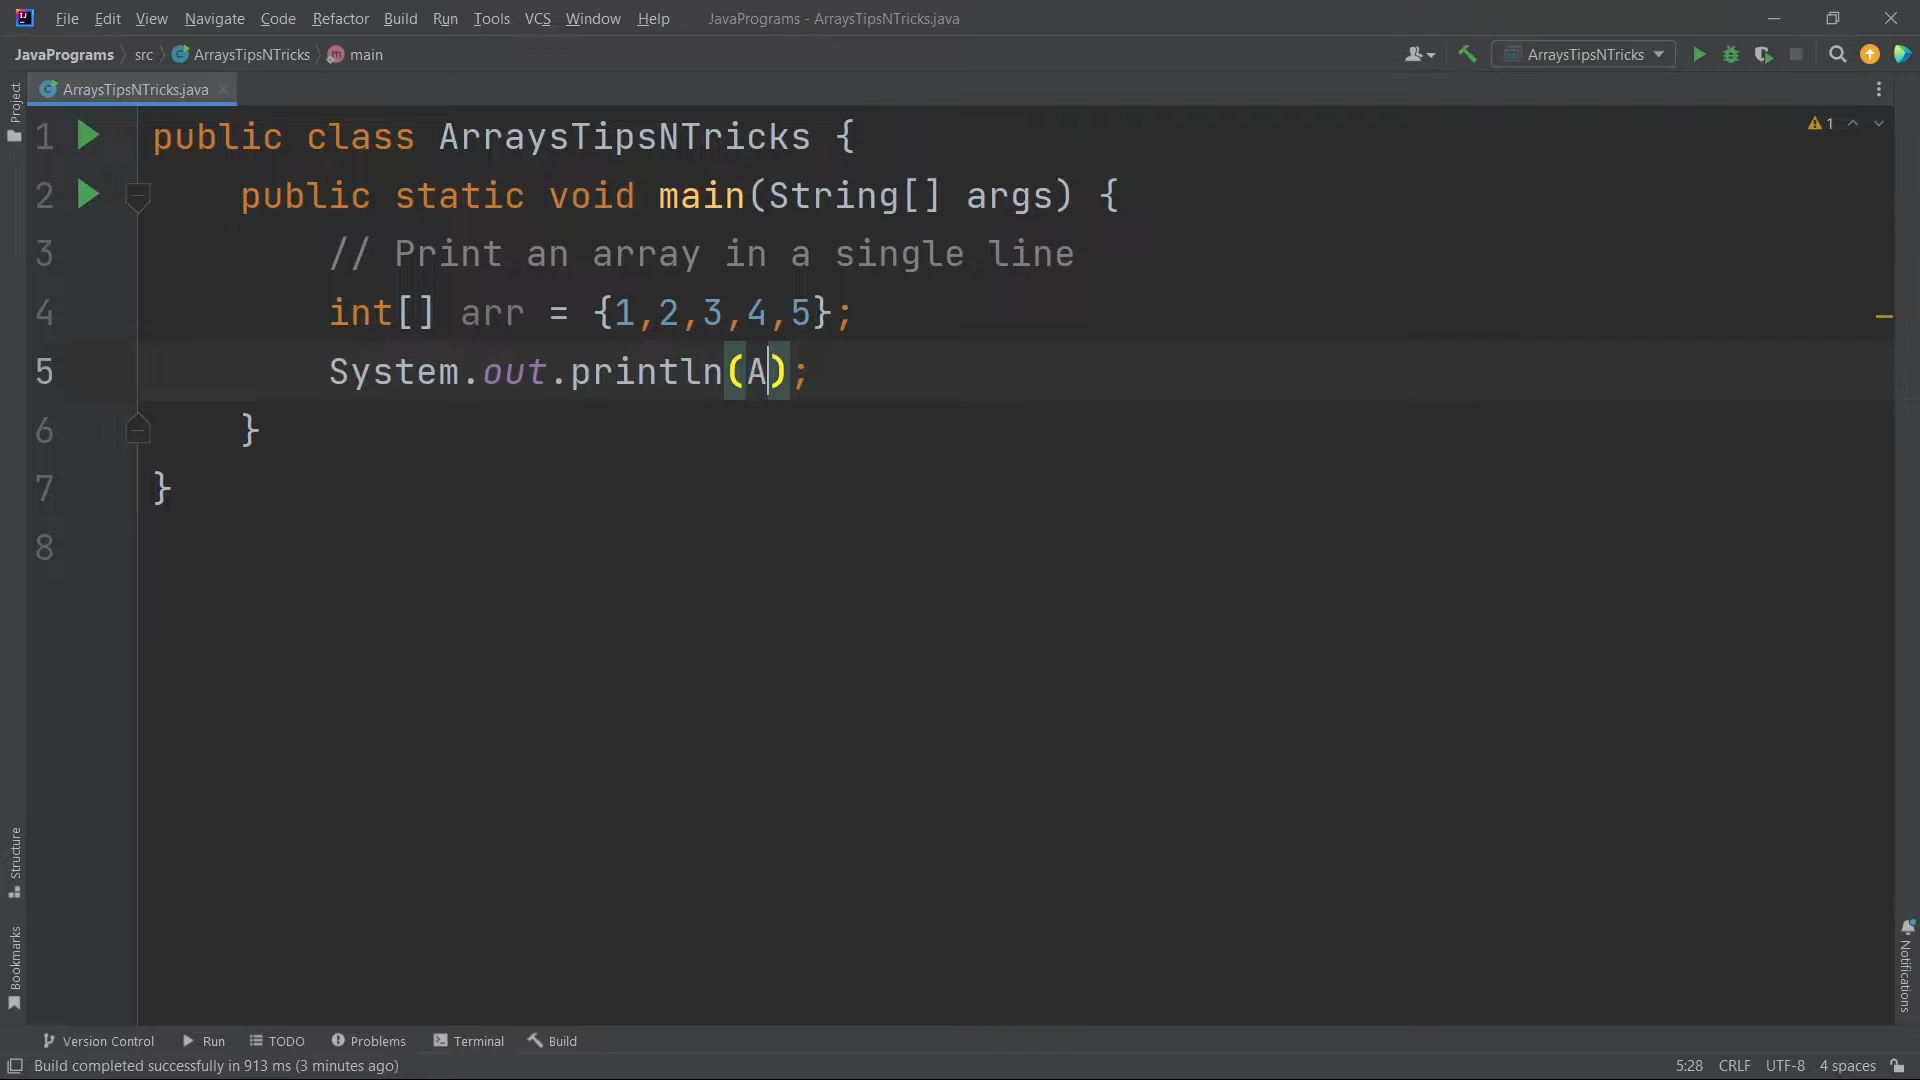 File Edit View Navigate Code Refactor Build Run Tools VCS Window Help JavaPrograms - ArraysTipsNTricks.java
JavaPrograms src ArraysTipsNTricks main ArraysTipsNTricks
ArraysTipsNTricks.java
Project
1 public class ArraysTipsNTricks {
2 public static void main(String[] args) {
3 // Print an array in a single line
4 int[] arr = {1,2,3,4,5};
5 System.out.println(A);
6 }
7 }
8
1
Structure
Bookmarks
Notifications
Version Control Run TODO Problems Terminal Build
Build completed successfully in 913 ms (3 minutes ago) 5:28 CRLF UTF-8 4 spaces